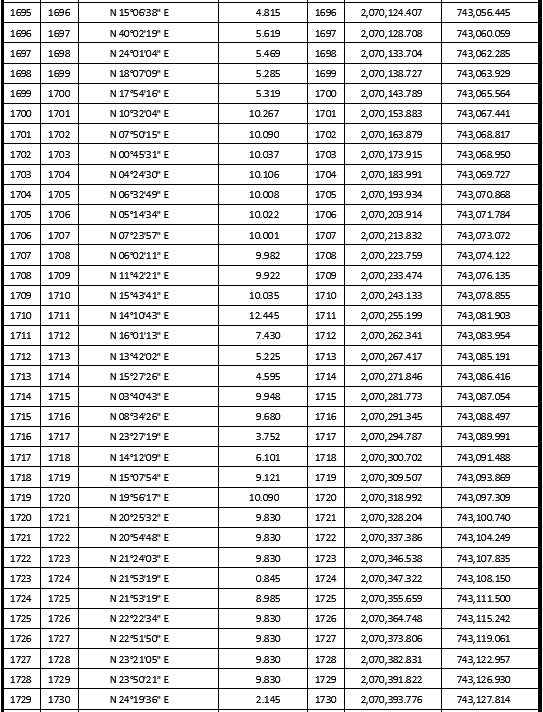 1695 1696 N 15°06'38" E 4.815 1696 2,070,124.407 743,056.445
1696 1697 N 40°02'19" E 5.619 1697 2,070,128.708 743,060.059
1697 1698 N 24°01'04" E 5.469 1698 2,070,133.704 743,062.285
1698 1699 N 18°07'09" E 5.285 1699 2,070,138.727 743,063.929
1699 1700 N 17°54'16" E 5.319 1700 2,070,143.789 743,065.564
1700 1701 N 10°32'04" E 10.267 1701 2,070,153.883 743,067.441
1701 1702 N 07°50'15" E 10.090 1702 2,070,163.879 743,068.817
1702 1703 N 00°45'31" E 10.037 1703 2,070,173.915 743,068.950
1703 1704 N 04°24'30" E 10.106 1704 2,070,183.991 743,069.727
1704 1705 N 06°32'49" E 10.008 1705 2,070,193.934 743,070.868
1705 1706 N 05°14'34" E 10.022 1706 2,070,203.914 743,071.784
1706 1707 N 07°23'57" E 10.001 1707 2,070,213.832 743,073.072
1707 1708 N 06°02'11" E 9.982 1708 2,070,223.759 743,074.122
1708 1709 N 11°42'21" E 9.922 1709 2,070,233.474 743,076.135
1709 1710 N 15°43'41" E 10.035 1710 2,070,243.133 743,078.855
1710 1711 N 14°10'43" E 12.445 1711 2,070,255.199 743,081.903
1711 1712 N 16°01'13" E 7.430 1712 2,070,262.341 743,083.954
1712 1713 N 13°42'02" E 5.225 1713 2,070,267.417 743,085.191
1713 1714 N 15°27'26" E 4.595 1714 2,070,271.846 743,086.416
1714 1715 N 03°40'43" E 9.948 1715 2,070,281.773 743,087.054
1715 1716 N 08°34'26" E 9.680 1716 2,070,291.345 743,088.497
1716 1717 N 23°27'19" E 3.752 1717 2,070,294.787 743,089.991
1717 1718 N 14°12'09" E 6.101 1718 2,070,300.702 743,091.488
1718 1719 N 15°07'54" E 9.121 1719 2,070,309.507 743,093.869
1719 1720 N 19°56'17" E 10.090 1720 2,070,318.992 743,097.309
1720 1721 N 20°25'32" E 9.830 1721 2,070,328.204 743,100.740
1721 1722 N 20°54'48" E 9.830 1722 2,070,337.386 743,104.249
1722 1723 N 21°24'03" E 9.830 1723 2,070,346.538 743,107.835
1723 1724 N 21°53'19" E 0.845 1724 2,070,347.322 743,108.150
1724 1725 N 21°53'19" E 8.985 1725 2,070,355.659 743,111.500
1725 1726 N 22°22'34" E 9.830 1726 2,070,364.748 743,115.242
1726 1727 N 22°51'50" E 9.830 1727 2,070,373.806 743,119.061
1727 1728 N 23°21'05" E 9.830 1728 2,070,382.831 743,122.957
1728 1729 N 23°50'21" E 9.830 1729 2,070,391.822 743,126.930
1729 1730 N 24°19'36" E 2.145 1730 2,070,393.776 743,127.814